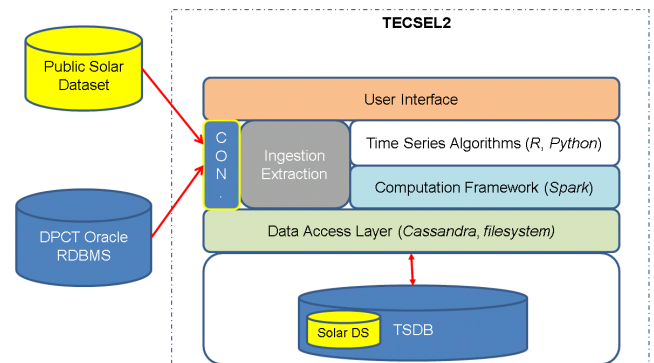 TECSEL2
Public Solar
Dataset
User Interface
C
O
N
.
Ingestion
Extraction
Time Series Algorithms (R, Python)
Computation Framework (Spark)
DPCT Oracle
RDBMS
Data Access Layer (Cassandra, filesystem)
Solar DS
TSDB